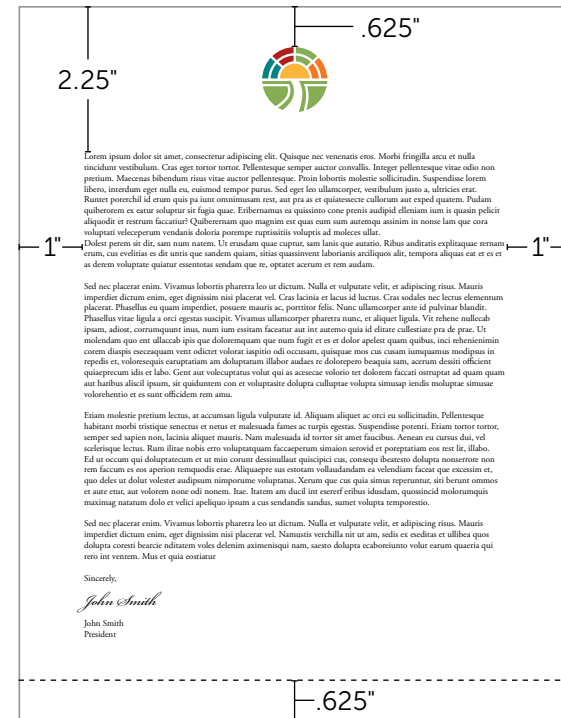 .625"
2.25"
Lorem ipsum dolor sit amet, consectetur adipiscing elit. Quisque nec venenatis eros. Morbi fringilla arcu et nulla
tincidunt vestibulum. Cras eget tortor tortor. Pellentesque semper auctor convallis. Integer pellentesque vitae odio non
pretium. Maecenas bibendum risus vitae auctor pellentesque. Proin lobortis molestie sollicitudin. Suspendisse lorem
libero, interdum eget nulla eu, euismod tempor purus. Sed eget leo ullamcorper, vestibulum justo a, ultricies erat.
Runtet porerchil id etum quis pa iunt omnimusam rest, aut pra as et quiatessecte cullorum aut exped quatem. Pudam
quiberorem ex eatur soluptur sit fugia quae. Eribernamus ea quissinto cone prenis audipid elleniam ium is quasin pelicit
aliquodit et restrum faccatiur? Quiberernam quo magnim est quas eum sum autemqu assinim in nonse lam que cora
voluptati veleceperum vendanis doloria porempe ruptissitiis voluptis ad moleces ullat.
Dolest perem sit dit, sam num natem. Ut etusdam quae cuptur, sam lanis que autatio. Ribus anditatis explitaquae rernam
etum, cus evelitias es dit untis que sandem quiam, sitias quassinvent laborianis arciliquos alit, tempora aliquas eat et es et
as derem voluptate quiatur essentotas sendam que re, optatet acerum et rem audam.
1"
1"
Sed nec placerat enim. Vivamus lobortis pharetra leo ut dictum. Nulla et vulputate velit, et adipiscing risus. Mauris
imperdiet dictum enim, eget dignissim nisi placerat vel. Cras lacinia et lacus id luctus. Cras sodales nec lectus elementum
placerat. Phasellus eu quam imperdiet, posuere mauris ac, porttitor felis. Nunc ullamcorper ante id pulvinar blandit.
Phasellus vitae ligula a orci egestas suscipit. Vivamus ullamcorper pharetra nunc, et aliquet ligula. Vit rehene nullecab
ipsam, adiost, corrumquunt inus, num ium essitam faceatur aut int autemo quia id elitate cullestiate pra de prae. Ut
molendam quo ent ullaccab ipis que doloremquam que num fugit et es et dolor apelest quam quibus, inci rehenienimin
corem diaspis eseceaquam vent odictet volorat iaspitio odi occusam, quisquae mos cus cusam iumquamus modipsus in
repedis et, voloresequis earuptatiam am doluptatum illabor audaes re dolorepero beaquia sam, acerum dessiti officient
quiaeprecum idis et labo. Gent aut volecuptatus volut qui as acesecae volorio tet dolorem faccati ostruptat ad quam quam
aut haribus aliscil ipsum, sit quiduntem con et voluptasite dolupta culluptae volupta simusap iendis moluptae simusae
volorehentio et es sunt officidem rem amu.
Etiam molestie pretium lectus, at accumsan ligula vulputate id. Aliquam aliquet ac orci eu sollicitudin. Pellentesque
habitant morbi tristique senectus et netus et malesuada fames ac turpis egestas. Suspendisse potenti. Etiam tortor tortor,
semper sed sapien non, lacinia aliquet mauris. Nam malesuada id tortor sit amet faucibus. Aenean eu cursus dui, vel
scelerisque lectus. Rum ilitae nobis erro voluptatquam faccaeperum simaion serovid et poreptatiam eos rest lit, illabo.
Ed ut occum qui doluptatecum et ut min corunt dessinullaut quiscipici cus, consequ ibeatesto dolupta nonserrore non
rem faccum es eos aperion remquodis erae. Aliquaepre sus estotam vollaudandam ea velendiam faceat que excessim et,
quo deles ut dolut volestet audipsum nimporume voluptatus. Xerum que cus quia simus reperuntur, siti berunt ommos
et aute etur, aut volorem none odi nonem. Itae. Itatem am ducil int eserert eribus idusdam, quossincid molorumquis
maximag natatum dolo et velici apeliquo ipsum a cus sendandis sandus, sumet volupta temporestio.
Sed nec placerat enim. Vivamus lobortis pharetra leo ut dictum. Nulla et vulputate velit, et adipiscing risus. Mauris
imperdiet dictum enim, eget dignissim nisi placerat vel. Namustis verchilla nit ut am, sedis ex eseditas et ullibea quos
dolupta coresti bearcie nditatem voles delenim aximenisqui nam, saesto dolupta ecaboreiunto volut earum quaeria qui
rero int ventem. Mus et quia eostiatur
Sincerely,
John Smith
John Smith
President
.625"